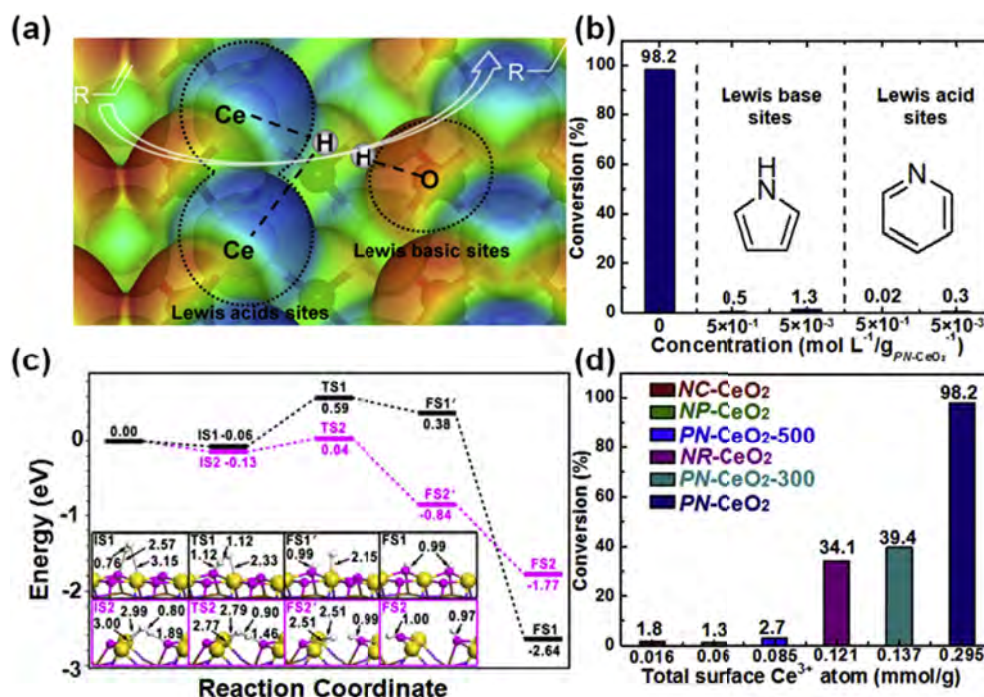 (a)
R
Ce
H
H
O
Ce
Lewis basic sites
Lewis acids sites
R
(b)
Conversion (%)
100
80
60
40
20
0
98.2
Lewis base
sites
H
N
Lewis acid
sites
N
0.5
1.3
0.02
0.3
0
5×10⁻¹
5×10⁻³
5×10⁻¹
5×10⁻³
Concentration (mol L⁻¹/g_PN-CeO₂⁻¹)
(c)
Energy (eV)
0
-1
-2
-3
0.00
IS1 -0.06
IS2 -0.13
TS1
0.59
TS2
0.04
FS1'
0.38
FS2'
-0.84
FS2
-1.77
FS1
-2.64
IS1
2.57
0.76
3.15
TS1
1.12
1.12
2.33
FS1'
0.99
2.15
FS1
0.99
IS2
2.99
0.80
3.00
1.89
TS2
2.79
0.90
2.77
1.46
FS2'
2.51
2.51
0.99
FS2
1.00
0.97
Reaction Coordinate
(d)
Conversion (%)
100
80
60
40
20
0
NC-CeO₂
NP-CeO₂
PN-CeO₂-500
NR-CeO₂
PN-CeO₂-300
PN-CeO₂
1.8
1.3
2.7
34.1
39.4
98.2
0.016
0.06
0.085
0.121
0.137
0.295
Total surface Ce³⁺ atom (mmol/g)